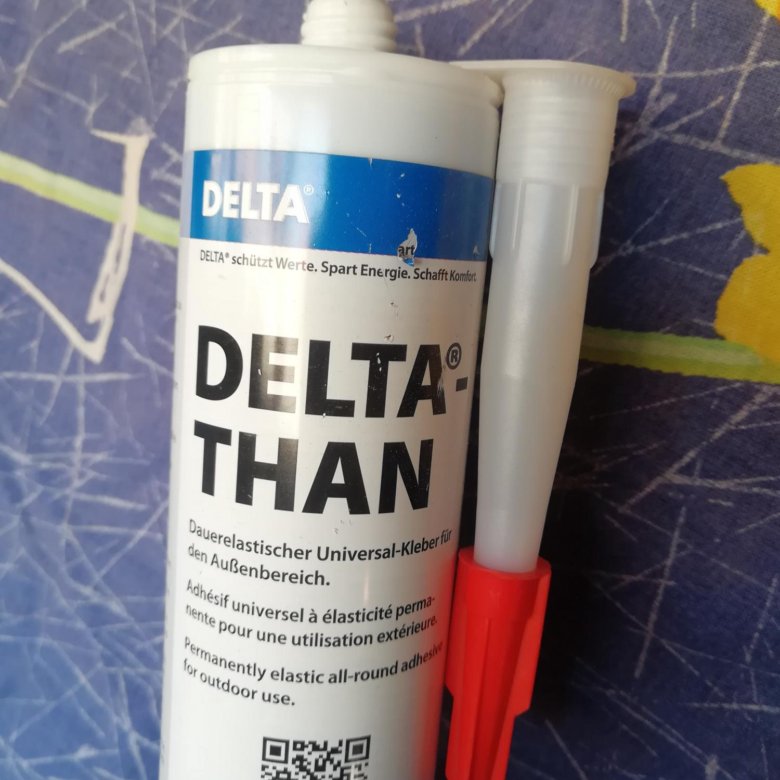 DELTA®
art
DELTA® schützt Werte. Spart Energie. Schafft Komfort.
DELTA®-
THAN
Dauerelastischer Universal-Kleber für
den Außenbereich.
Adhésif universel à élasticité perma-
nente pour une utilisation extérieure.
Permanently elastic all-round adhesive
for outdoor use.